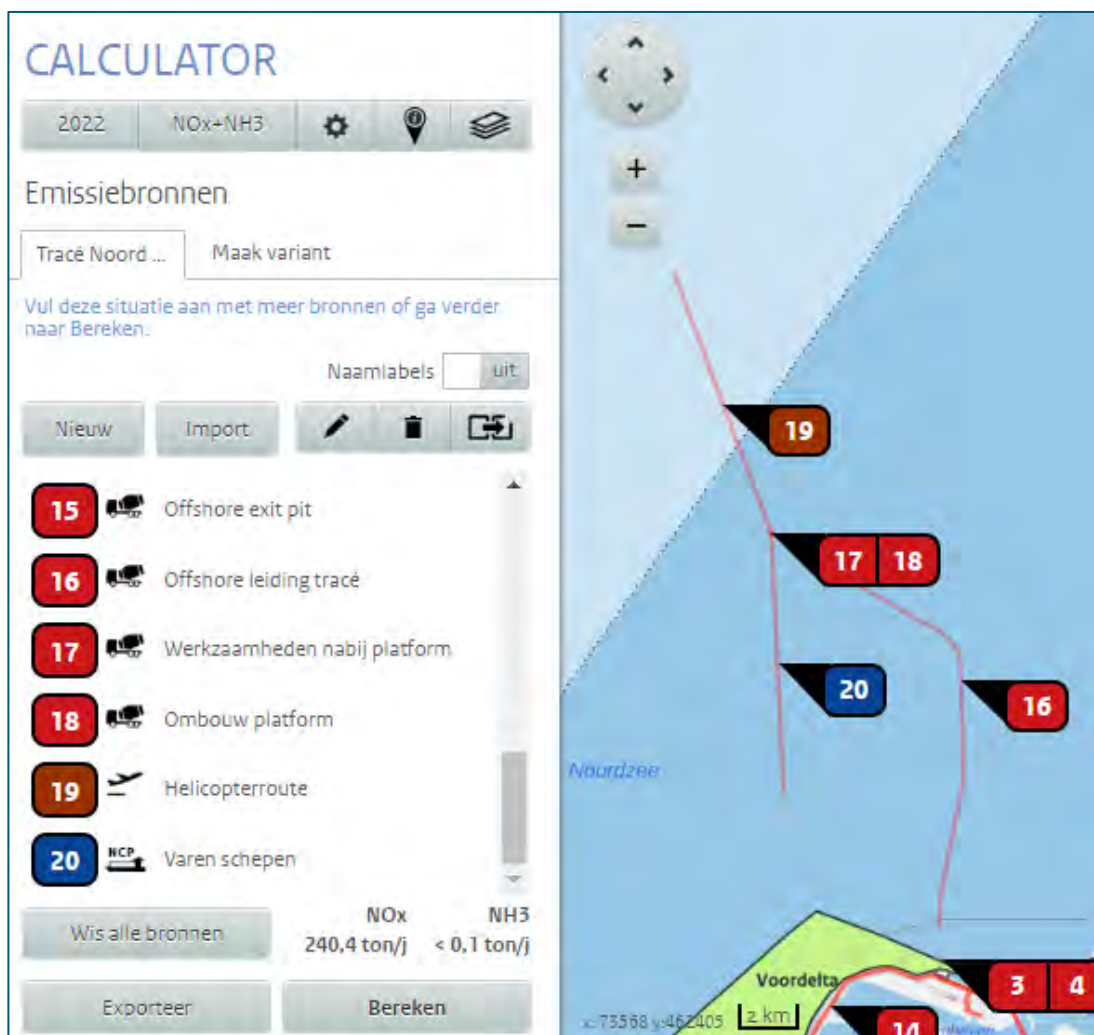 CALCULATOR
2022 NOx+NH3
Emissiebronnen
Tracé Noord ... Maak variant
Vul deze situatie aan met meer bronnen of ga verder
naar Bereken.
Naamlabels uit
Nieuw Import
15 Offshore exit pit
16 Offshore leiding tracé
17 Werkzaamheden nabij platform
18 Ombouw platform
19 Helicopterroute
20 NCP Varen schepen
Wis alle bronnen
NOx NH3
240,4 ton/j < 0,1 ton/j
Exporteer Bereken
+
−
19
17 18
20
16
Noordzee
Voordelta
3 4
14
x: 73568 y:462405 2 km